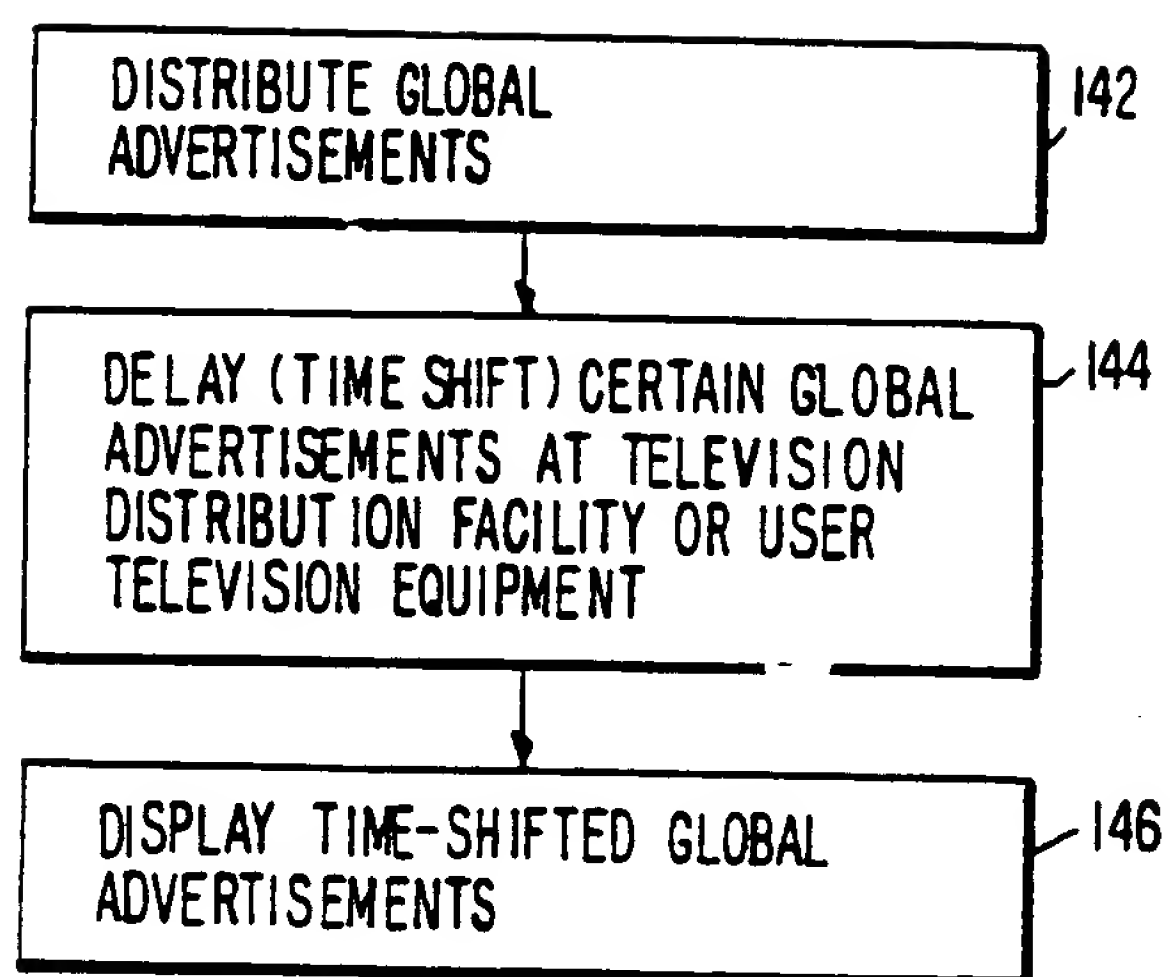 DISTRIBUTE GLOBAL
ADVERTISEMENTS
142
DELAY (TIME SHIFT) CERTAIN GLOBAL
ADVERTISEMENTS AT TELEVISION
DISTRIBUTION FACILITY OR USER
TELEVISION EQUIPMENT
144
DISPLAY TIME-SHIFTED GLOBAL
ADVERTISEMENTS
146